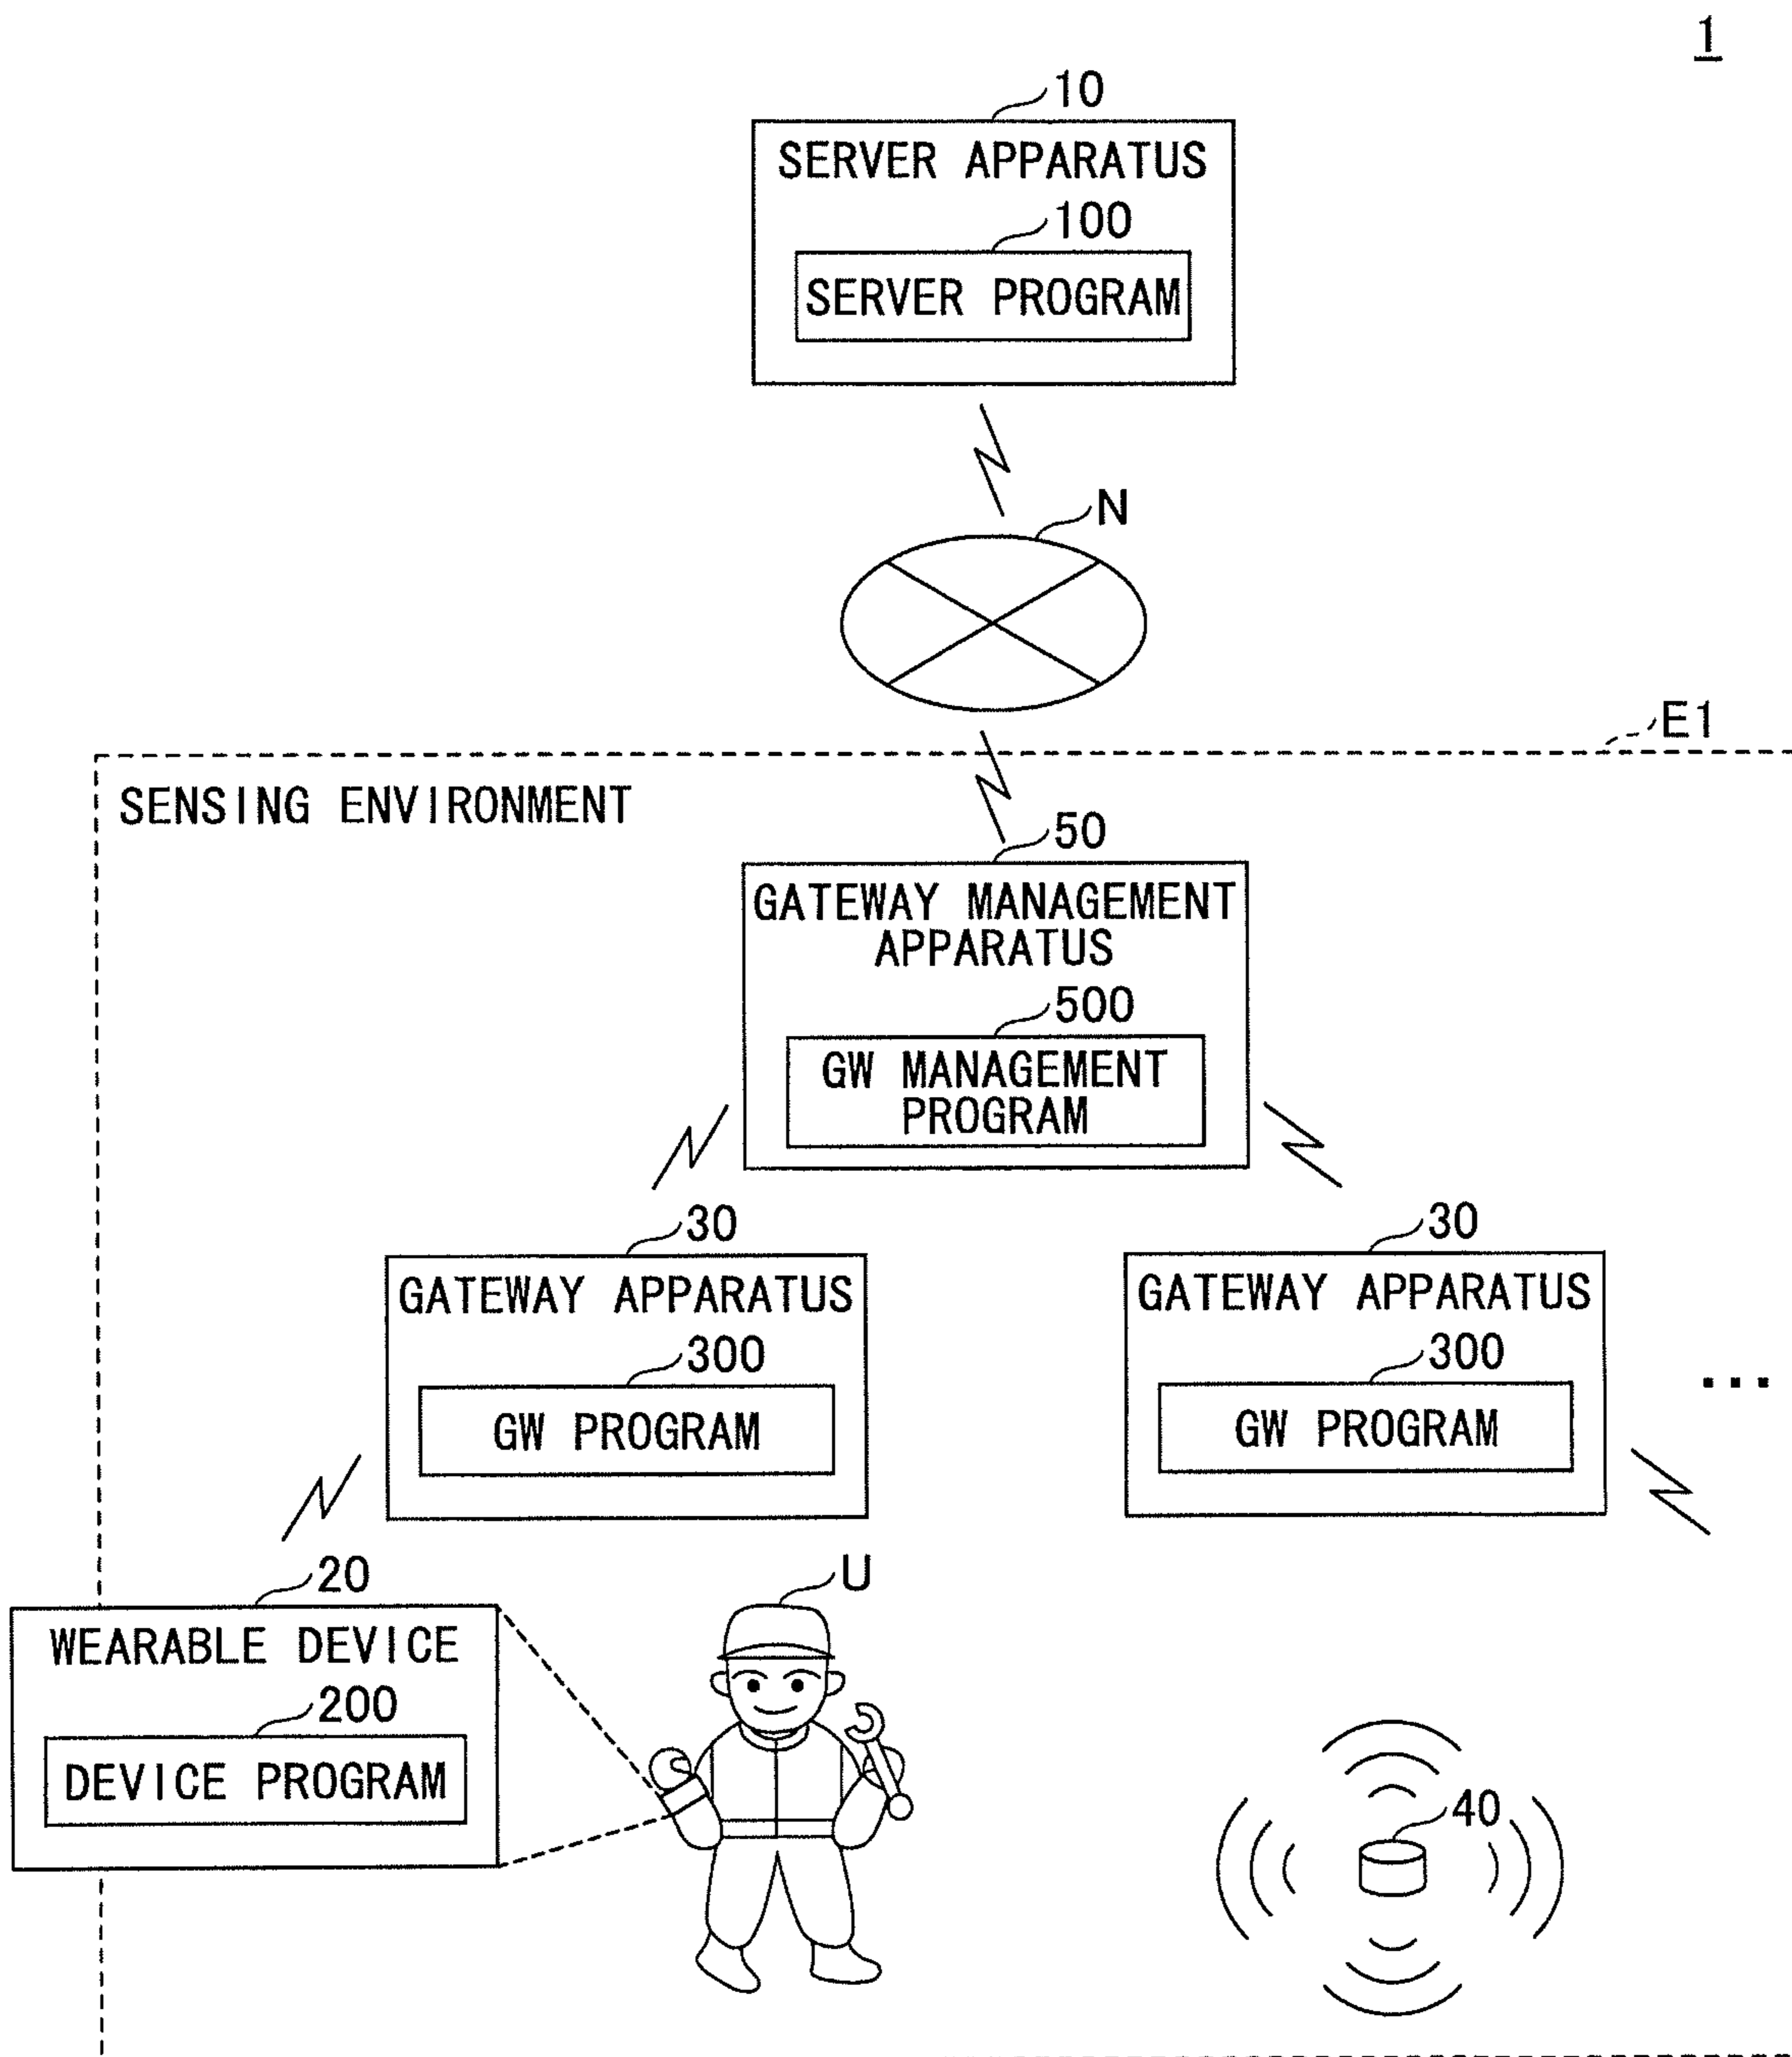 1
10
SERVER APPARATUS
100
SERVER PROGRAM
N
E1
SENSING ENVIRONMENT
50
GATEWAY MANAGEMENT
APPARATUS
500
GW MANAGEMENT
PROGRAM
30
GATEWAY APPARATUS
300
GW PROGRAM
30
GATEWAY APPARATUS
300
GW PROGRAM
...
20
WEARABLE DEVICE
200
DEVICE PROGRAM
U
40